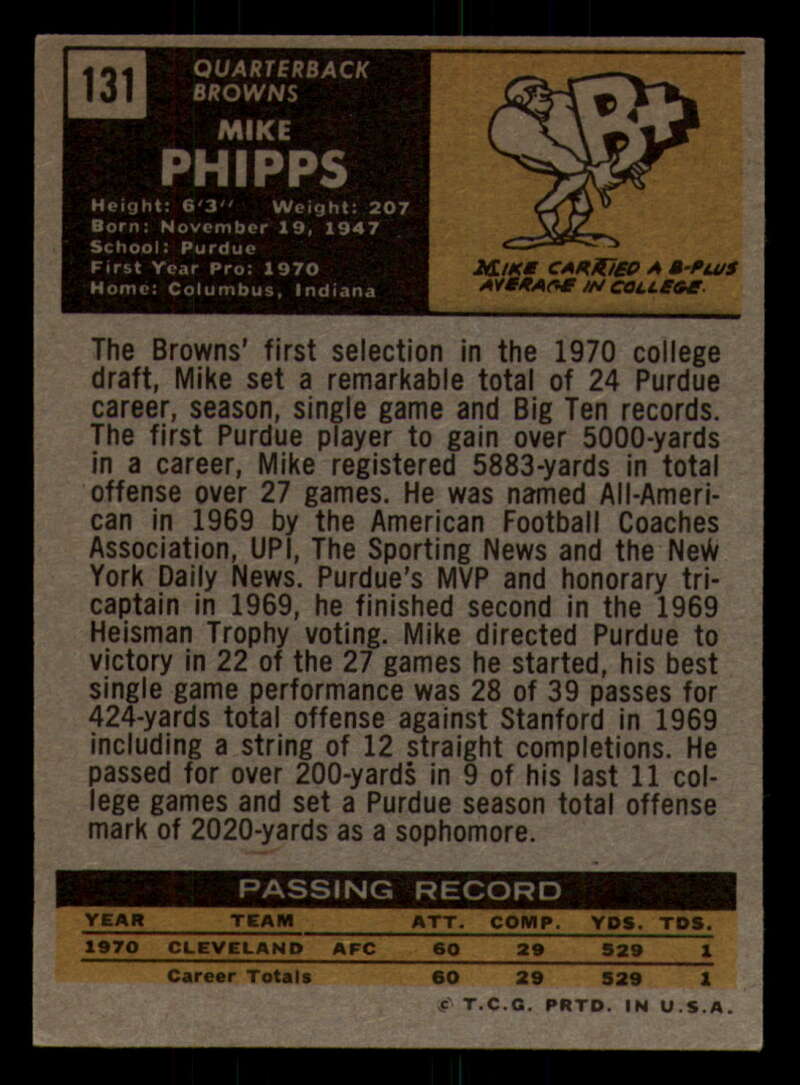 131
QUARTERBACK
BROWNS
MIKE
PHIPPS
Height: 6'3" Weight: 207
Born: November 19, 1947
School: Purdue
First Year Pro: 1970
Home: Columbus, Indiana
B+
MIKE CARRIED A B-PLUS
AVERAGE IN COLLEGE.
The Browns' first selection in the 1970 college
draft, Mike set a remarkable total of 24 Purdue
career, season, single game and Big Ten records.
The first Purdue player to gain over 5000-yards
in a career, Mike registered 5883-yards in total
offense over 27 games. He was named All-Ameri-
can in 1969 by the American Football Coaches
Association, UPI, The Sporting News and the New
York Daily News. Purdue's MVP and honorary tri-
captain in 1969, he finished second in the 1969
Heisman Trophy voting. Mike directed Purdue to
victory in 22 of the 27 games he started, his best
single game performance was 28 of 39 passes for
424-yards total offense against Stanford in 1969
including a string of 12 straight completions. He
passed for over 200-yards in 9 of his last 11 col-
lege games and set a Purdue season total offense
mark of 2020-yards as a sophomore.
PASSING RECORD
YEAR TEAM ATT. COMP. YDS. TDS.
1970 CLEVELAND AFC 60 29 529 1
Career Totals 60 29 529 1
© T.C.G. PRTD. IN U.S.A.